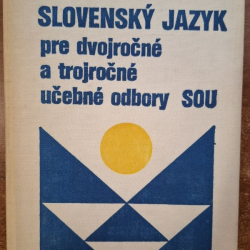 SLOVENSKÝ JAZYK
pre dvojročné
a trojročné
učebné odbory SOU